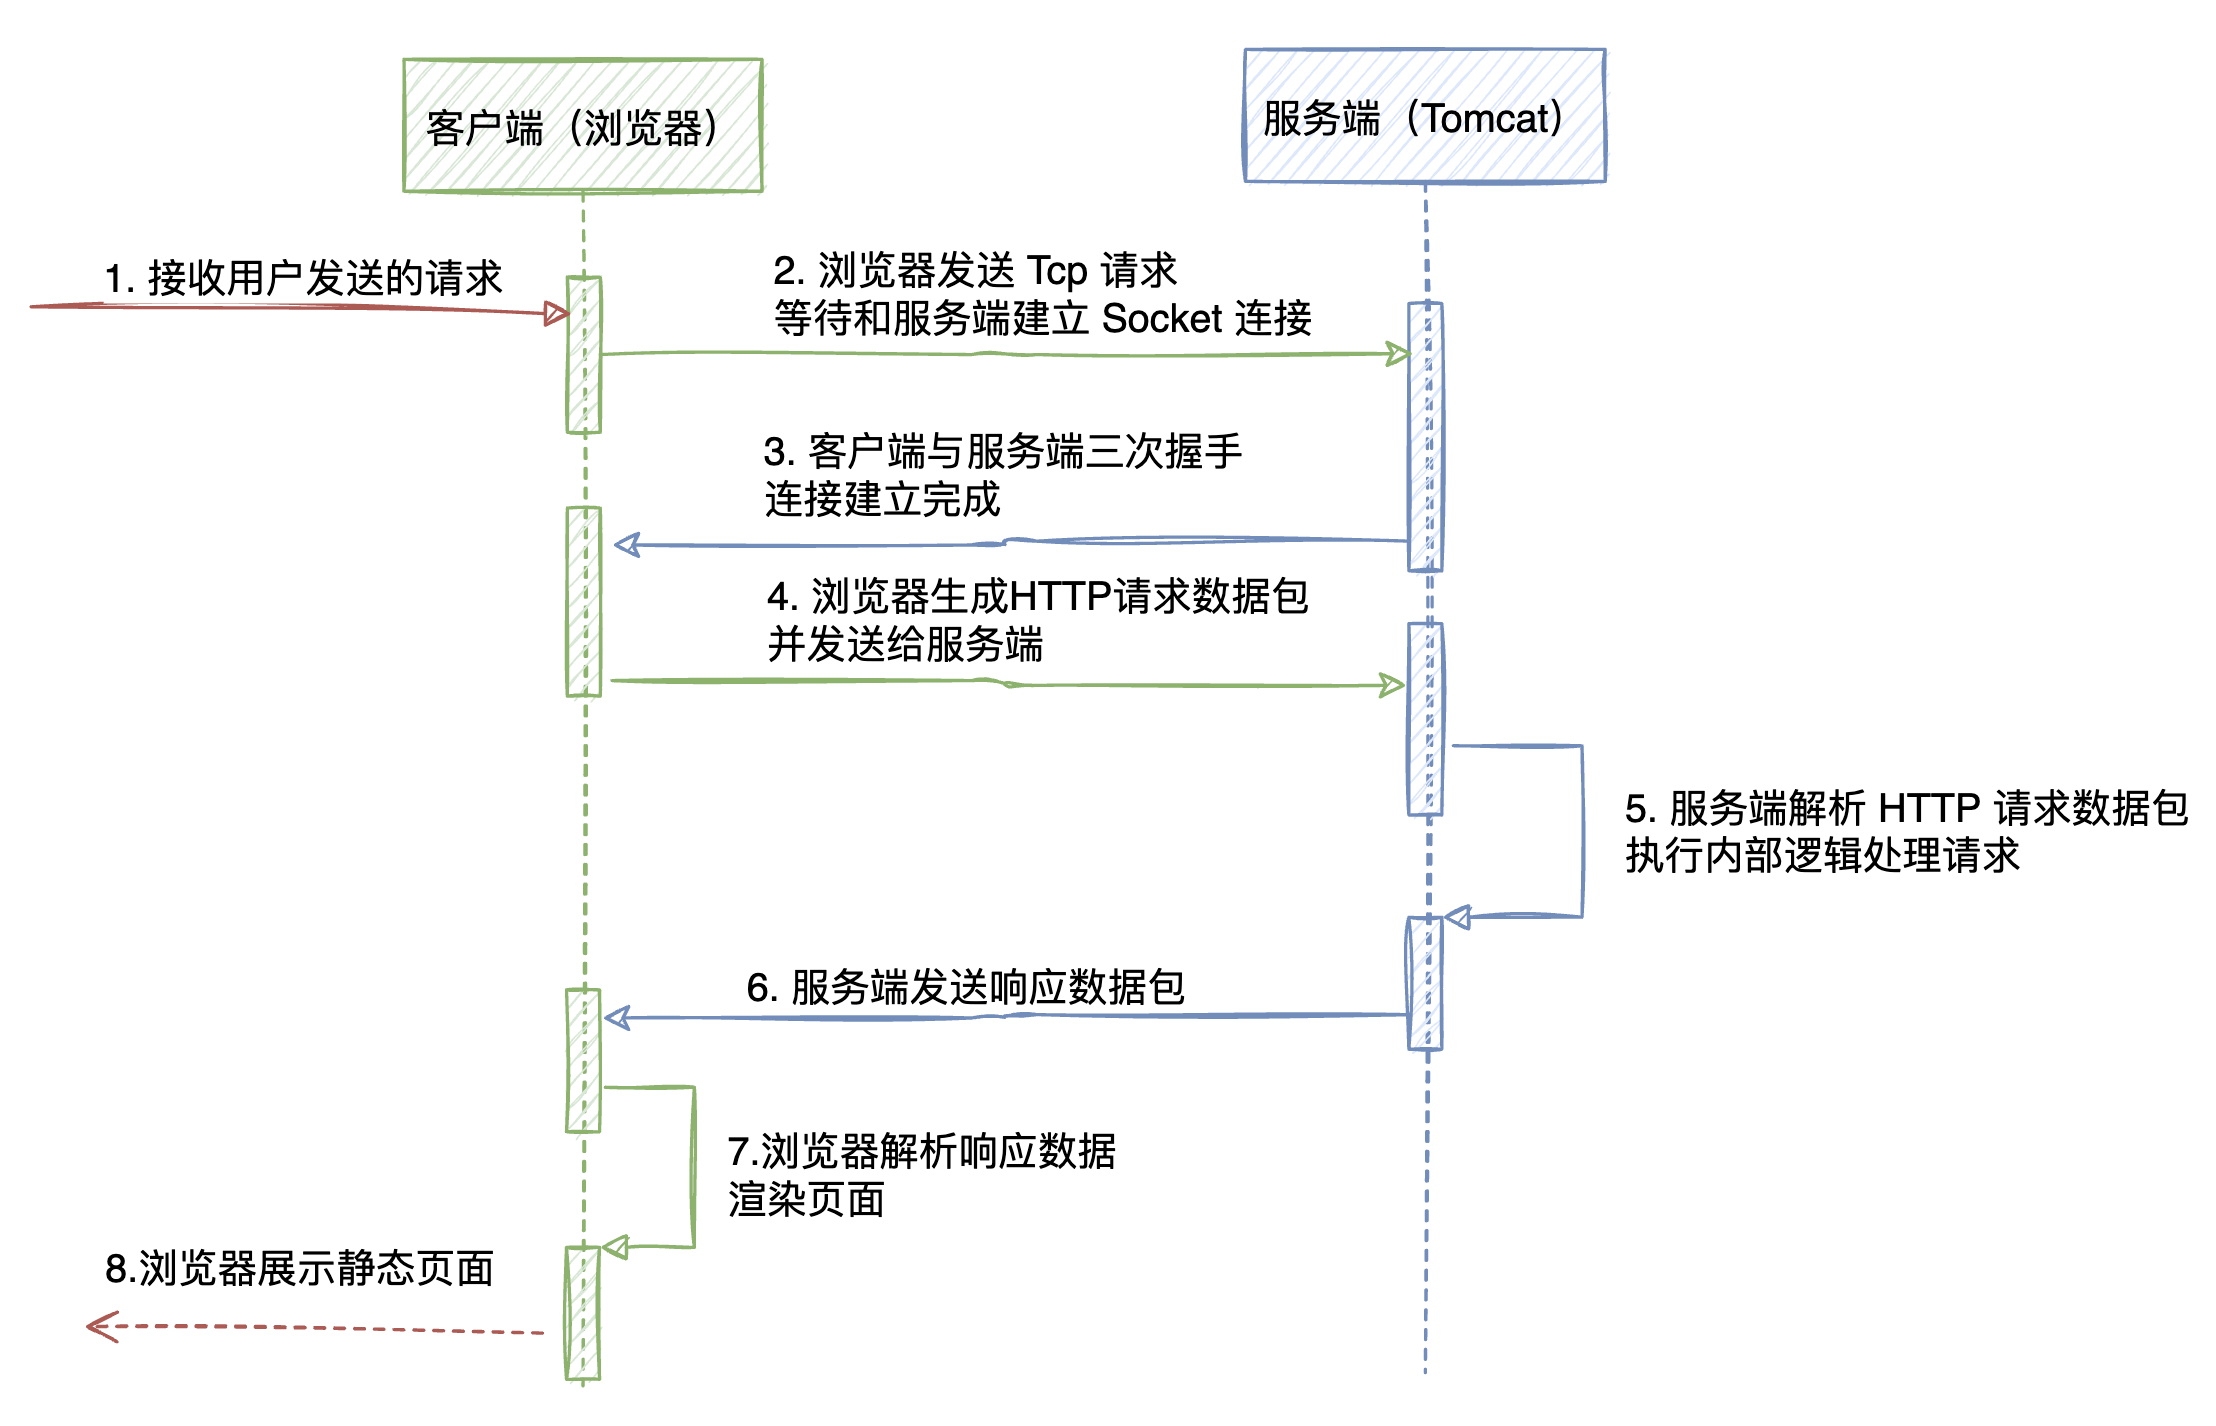 客户端（浏览器）
服务端（Tomcat）
1. 接收用户发送的请求
2. 浏览器发送 Tcp 请求
等待和服务端建立 Socket 连接
3. 客户端与服务端三次握手
连接建立完成
4. 浏览器生成HTTP请求数据包
并发送给服务端
5. 服务端解析 HTTP 请求数据包
执行内部逻辑处理请求
6. 服务端发送响应数据包
7.浏览器解析响应数据
渲染页面
8.浏览器展示静态页面